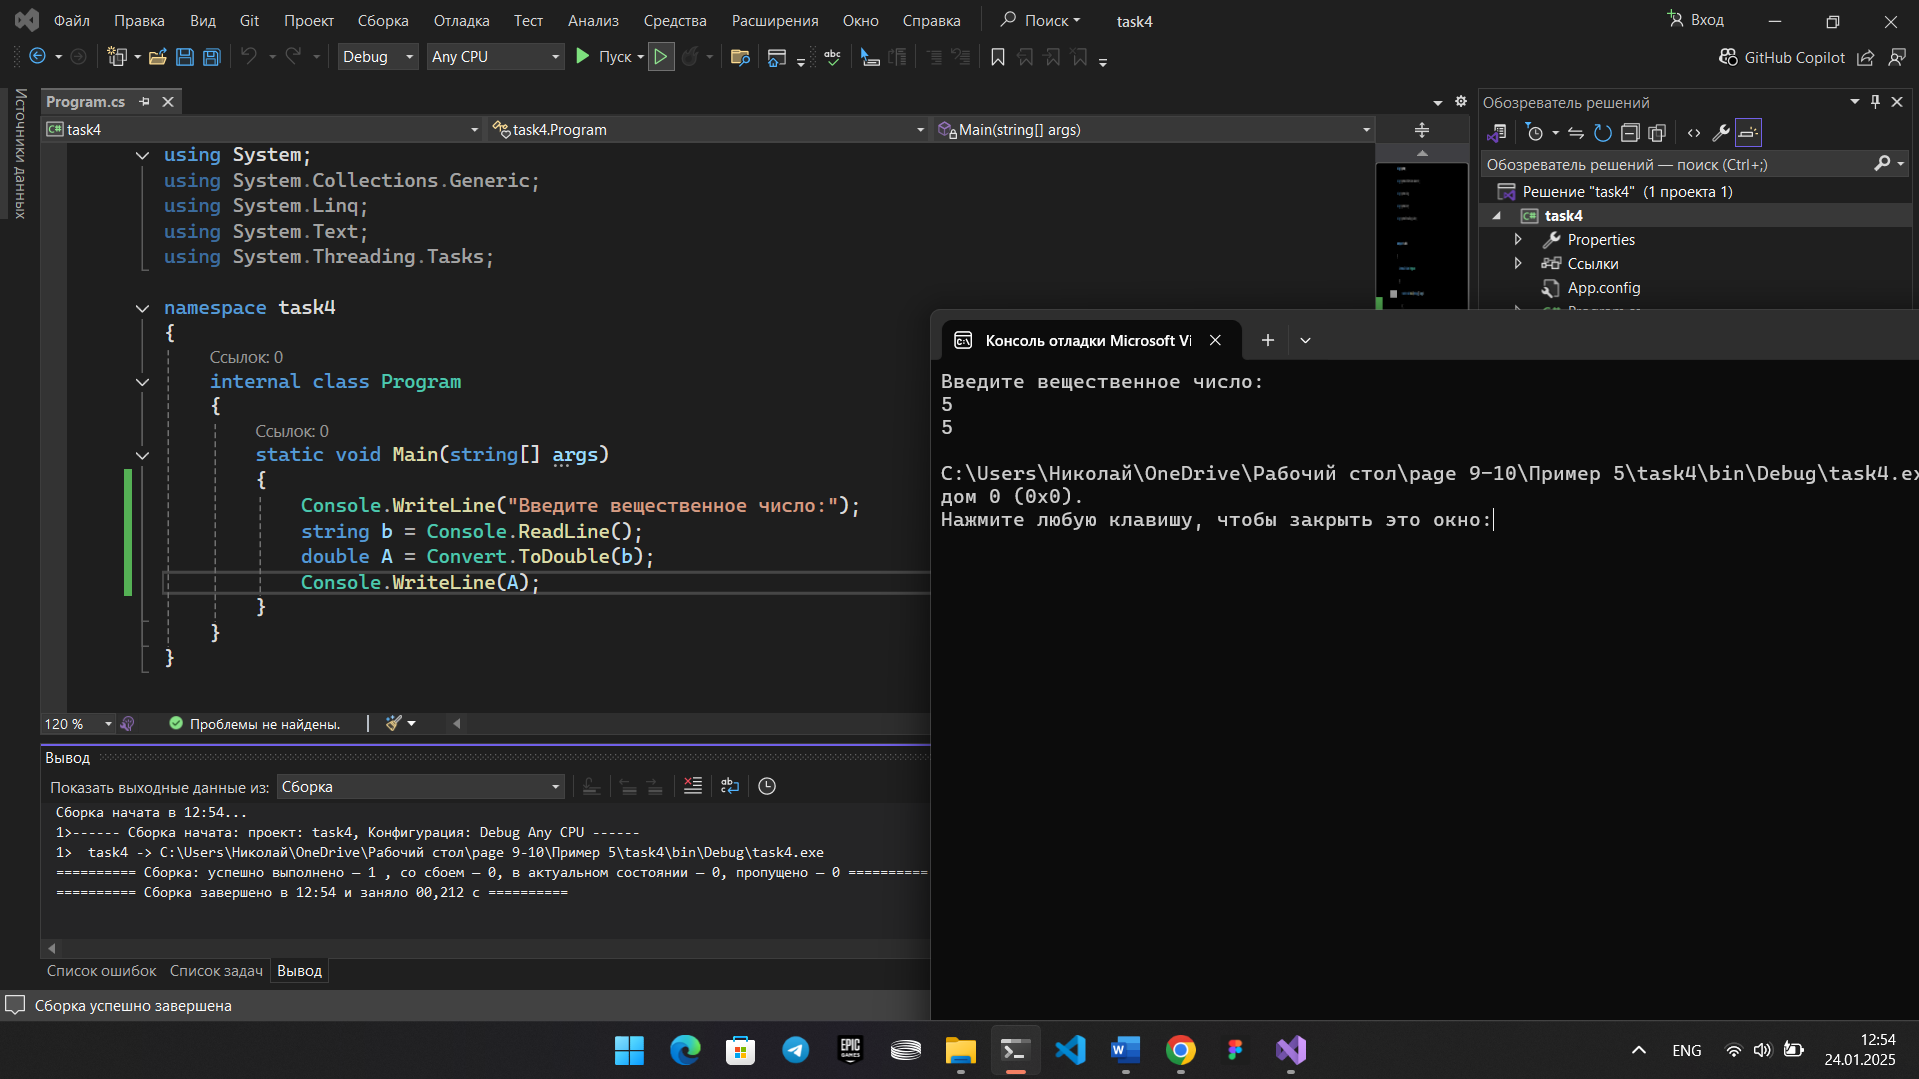 Файл Правка Вид Git Проект Сборка Отладка Тест Анализ Средства Расширения Окно Справка Поиск task4 Вход
Debug Any CPU Пуск abc GitHub Copilot
Источники данных
Program.cs
C# task4 task4.Program Main(string[] args)
using System;
using System.Collections.Generic;
using System.Linq;
using System.Text;
using System.Threading.Tasks;
namespace task4
{
Ссылок: 0
internal class Program
{
Ссылок: 0
static void Main(string[] args)
{
Console.WriteLine("Введите вещественное число:");
string b = Console.ReadLine();
double A = Convert.ToDouble(b);
Console.WriteLine(A);
}
}
}
120 % Проблемы не найдены.
Обозреватель решений
Обозреватель решений — поиск (Ctrl+;)
Решение "task4" (1 проекта 1)
C# task4
Properties
Ссылки
App.config
Консоль отладки Microsoft Vi
Введите вещественное число:
5
5
C:\Users\Николай\OneDrive\Рабочий стол\page 9-10\Пример 5\task4\bin\Debug\task4.ex
дом 0 (0x0).
Нажмите любую клавишу, чтобы закрыть это окно:
Вывод
Показать выходные данные из: Сборка
Сборка начата в 12:54...
1>------ Сборка начата: проект: task4, Конфигурация: Debug Any CPU ------
1>  task4 -> C:\Users\Николай\OneDrive\Рабочий стол\page 9-10\Пример 5\task4\bin\Debug\task4.exe
========== Сборка: успешно выполнено — 1 , со сбоем — 0, в актуальном состоянии — 0, пропущено — 0 ==========
========== Сборка завершено в 12:54 и заняло 00,212 с ==========
Список ошибок Список задач Вывод
Сборка успешно завершена
EPIC GAMES
ENG
12:54
24.01.2025